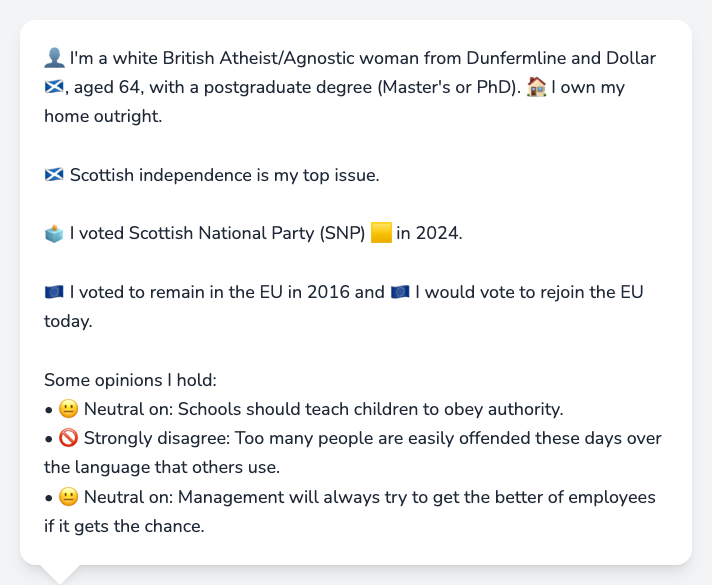 👤 I'm a white British Atheist/Agnostic woman from Dunfermline and Dollar
🏴󠁧󠁢󠁳󠁣󠁴󠁿, aged 64, with a postgraduate degree (Master's or PhD). 🏠 I own my
home outright.
🏴󠁧󠁢󠁳󠁣󠁴󠁿 Scottish independence is my top issue.
🗳️ I voted Scottish National Party (SNP) 🟨 in 2024.
🇪🇺 I voted to remain in the EU in 2016 and 🇪🇺 I would vote to rejoin the EU
today.
Some opinions I hold:
• 😐 Neutral on: Schools should teach children to obey authority.
• 🚫 Strongly disagree: Too many people are easily offended these days over
the language that others use.
• 😐 Neutral on: Management will always try to get the better of employees
if it gets the chance.